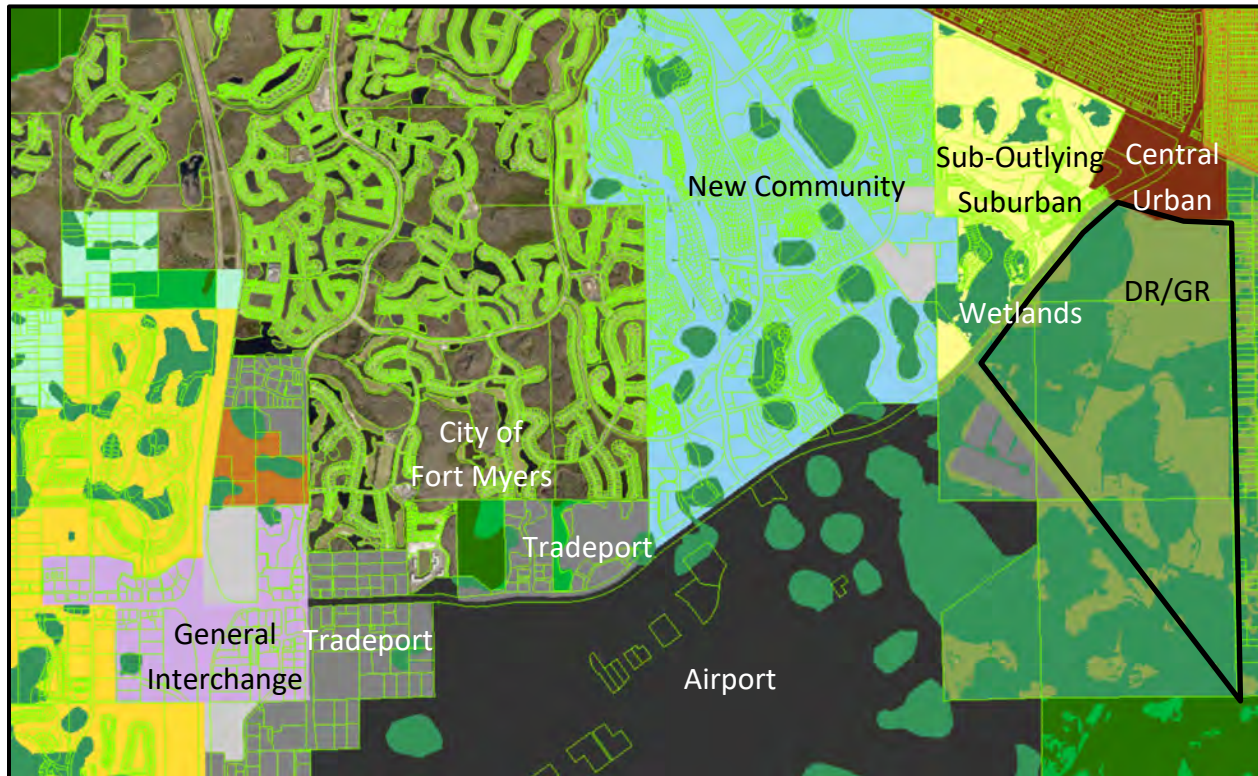 New Community
Sub-Outlying
Suburban
Central
Urban
DR/GR
Wetlands
City of
Fort Myers
Tradeport
General
Interchange
Tradeport
Airport